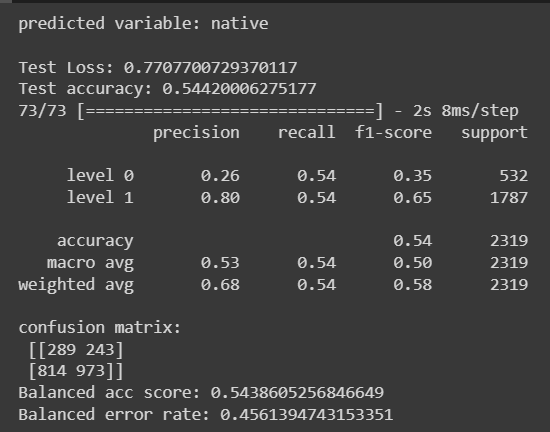 predicted variable: native
Test Loss: 0.7707700729370117
Test accuracy: 0.54420006275177
73/73 [==============================] - 2s 8ms/step
precision recall f1-score support
level 0 0.26 0.54 0.35 532
level 1 0.80 0.54 0.65 1787
accuracy 0.54 2319
macro avg 0.53 0.54 0.50 2319
weighted avg 0.68 0.54 0.58 2319
confusion matrix:
[[289 243]
[814 973]]
Balanced acc score: 0.5438605256846649
Balanced error rate: 0.4561394743153351